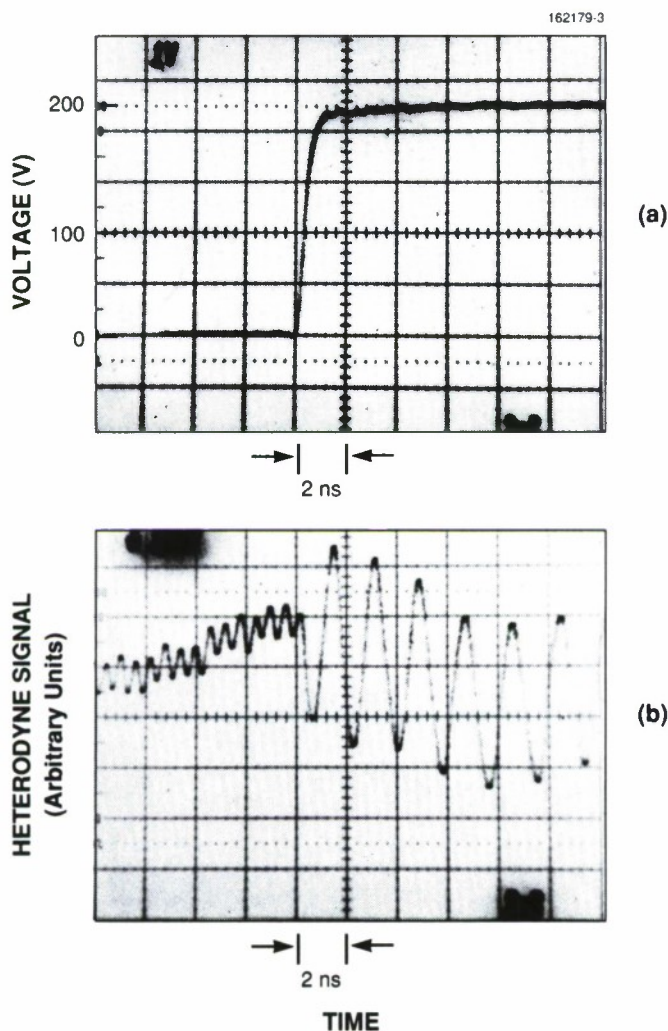 162179-3
VOLTAGE (V)
200
100
0
(a)
2 ns
HETERODYNE SIGNAL
(Arbitrary Units)
(b)
2 ns
TIME